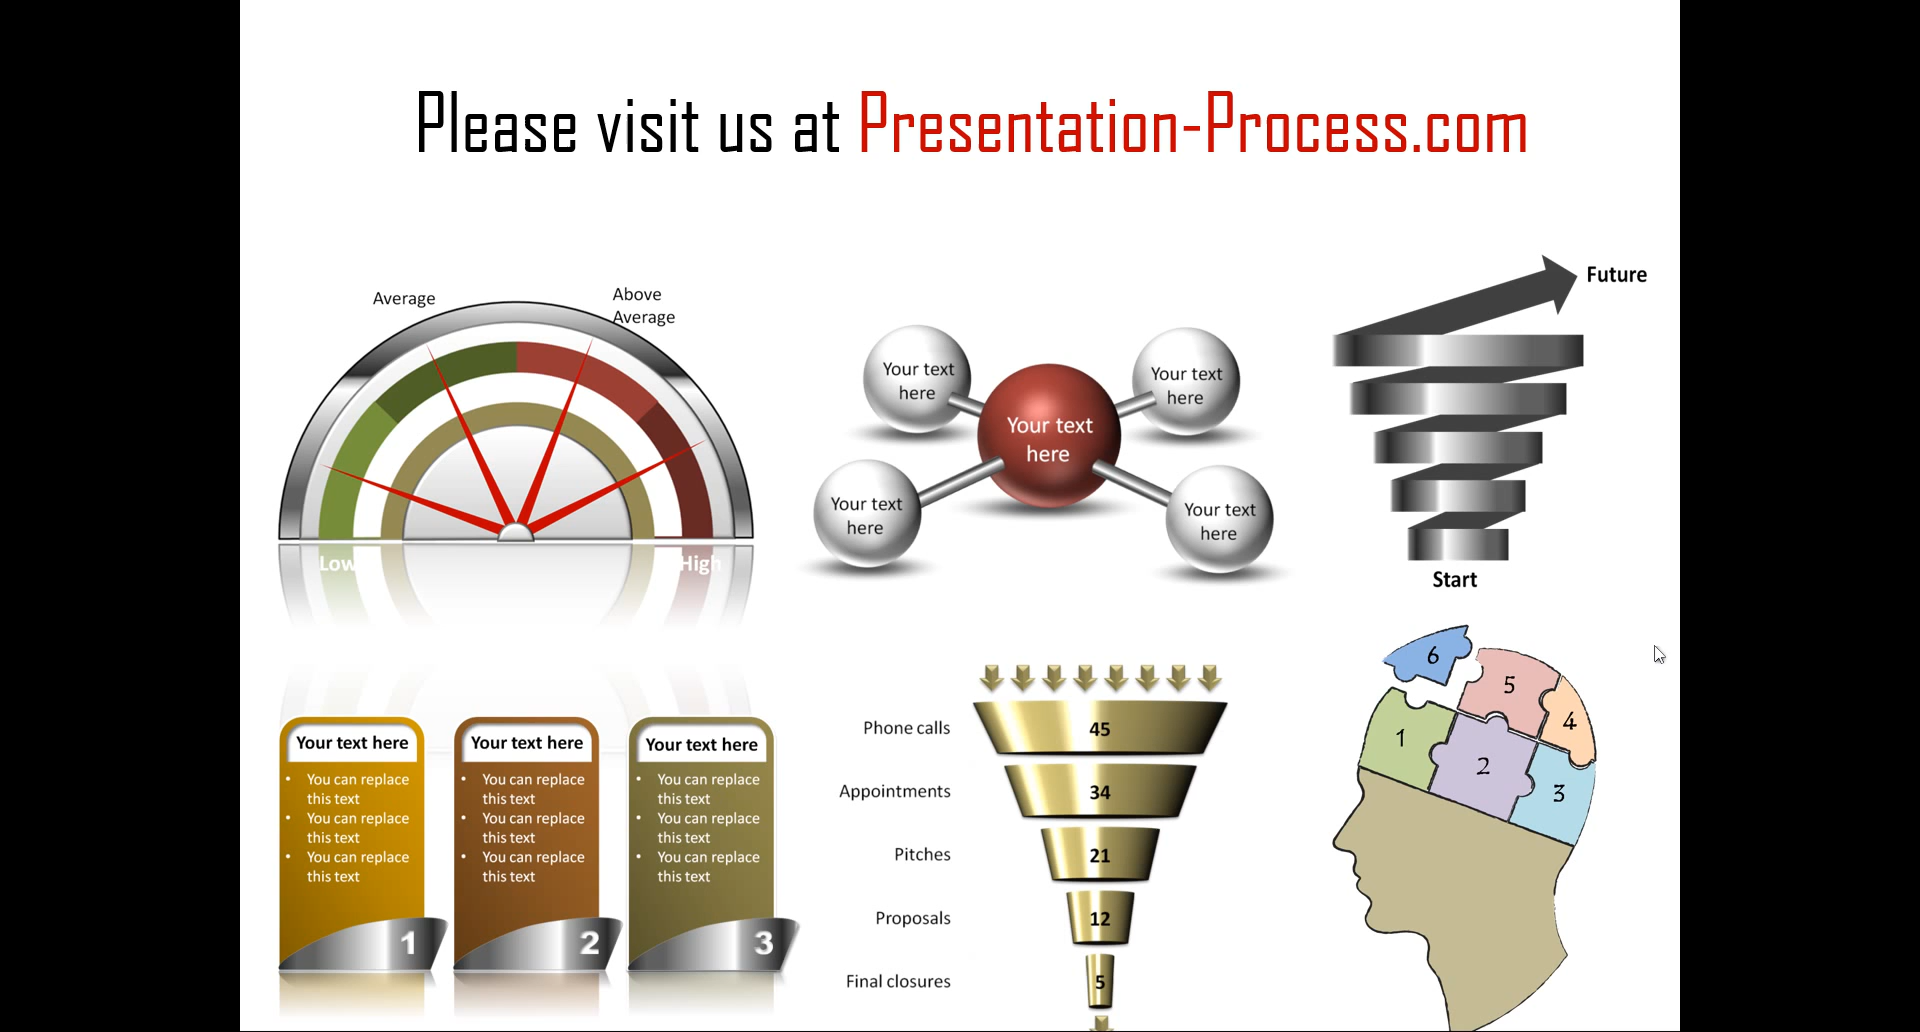 Please visit us at Presentation-Process.com
Average
Above
Average
Low
High
Your text
here
Your text
here
Your text
here
Your text
here
Your text
here
Future
Start
Your text here
• You can replace
this text
• You can replace
this text
• You can replace
this text
1
Your text here
• You can replace
this text
• You can replace
this text
• You can replace
this text
2
Your text here
• You can replace
this text
• You can replace
this text
• You can replace
this text
3
Phone calls 45
Appointments 34
Pitches 21
Proposals 12
Final closures 5
6
5
4
1
2
3